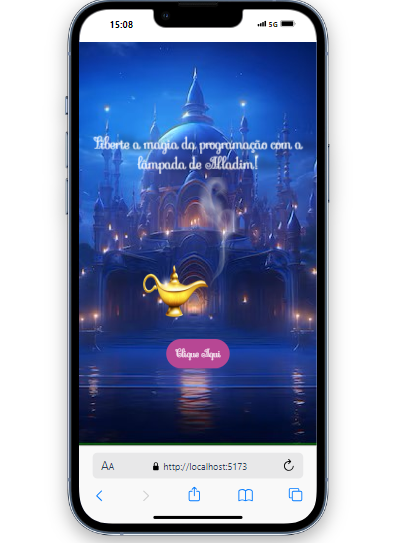 15:08
5G
Liberte a magia da programação com a
lâmpada de Alladim!
Clique Aqui
AA
http://localhost:5173